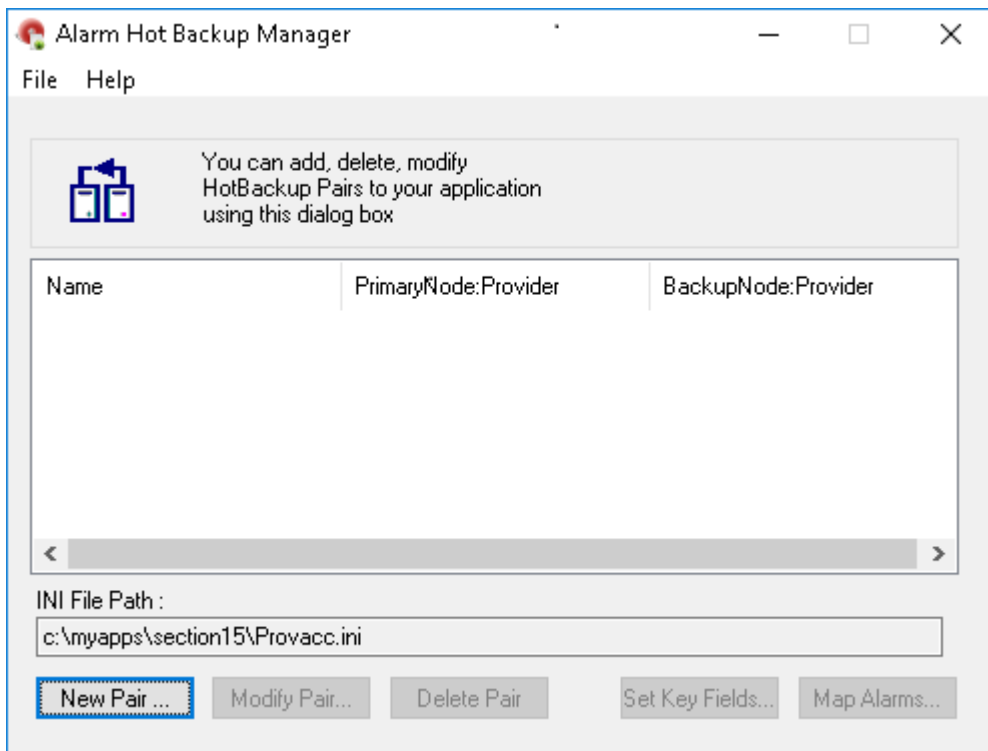 Alarm Hot Backup Manager
File Help
You can add, delete, modify
HotBackup Pairs to your application
using this dialog box
Name PrimaryNode:Provider BackupNode:Provider
INI File Path :
c:\myapps\section15\Provacc.ini
New Pair ... Modify Pair... Delete Pair Set Key Fields... Map Alarms...